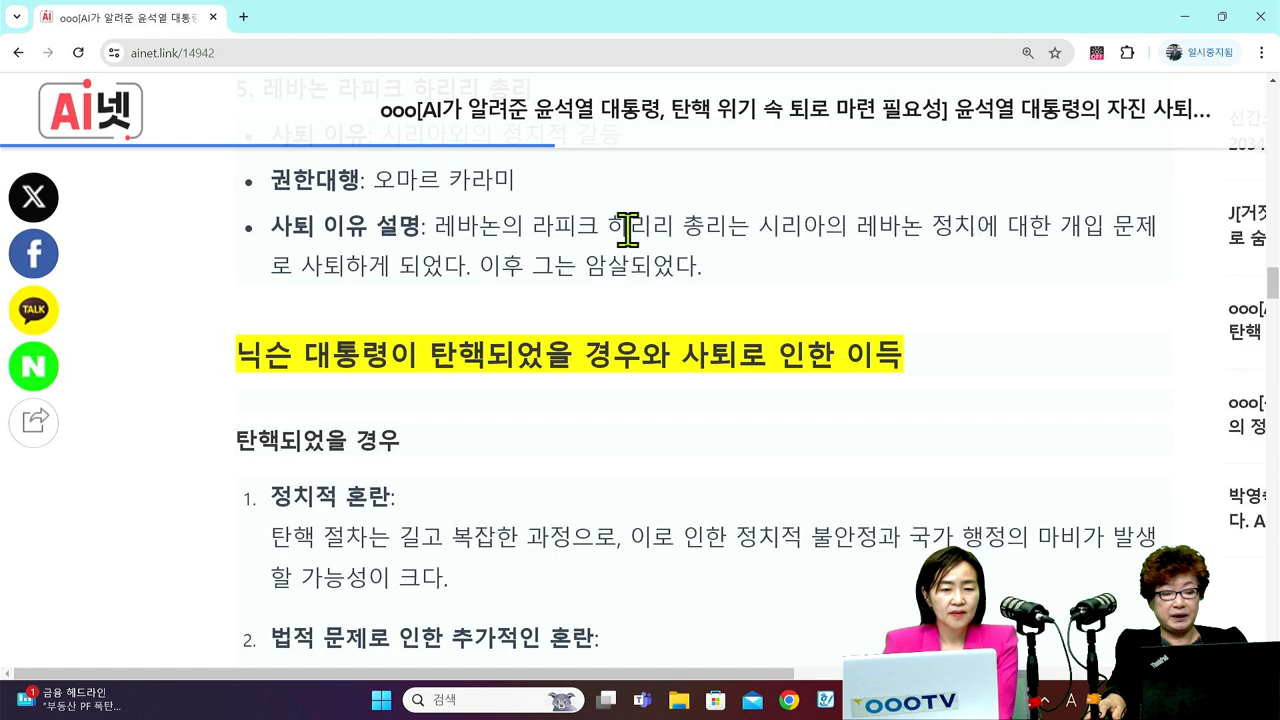 ooo[AI가 알려준 윤석열 대통령
ainet.link/14942
OFF
일시중지됨
5. 레바논 라피크 하리리 총리
Ai넷
ooo[AI가 알려준 윤석열 대통령, 탄핵 위기 속 퇴로 마련 필요성] 윤석열 대통령의 자진 사퇴...
사퇴 이유: 시리아와의 정치적 갈등
신간소
2034
권한대행: 오마르 카라미
사퇴 이유 설명: 레바논의 라피크 하리리 총리는 시리아의 레바논 정치에 대한 개입 문제
로 사퇴하게 되었다. 이후 그는 암살되었다.
J[거짓
로 숨
X
f
TALK
N
ooo[A
탄핵
닉슨 대통령이 탄핵되었을 경우와 사퇴로 인한 이득
ooo[
의 정
탄핵되었을 경우
1. 정치적 혼란:
탄핵 절차는 길고 복잡한 과정으로, 이로 인한 정치적 불안정과 국가 행정의 마비가 발생
할 가능성이 크다.
박영숙
다. A
2. 법적 문제로 인한 추가적인 혼란:
1
금융 헤드라인
"부동산 PF 폭탄...
검색
A
OOOTV
ThinkPad